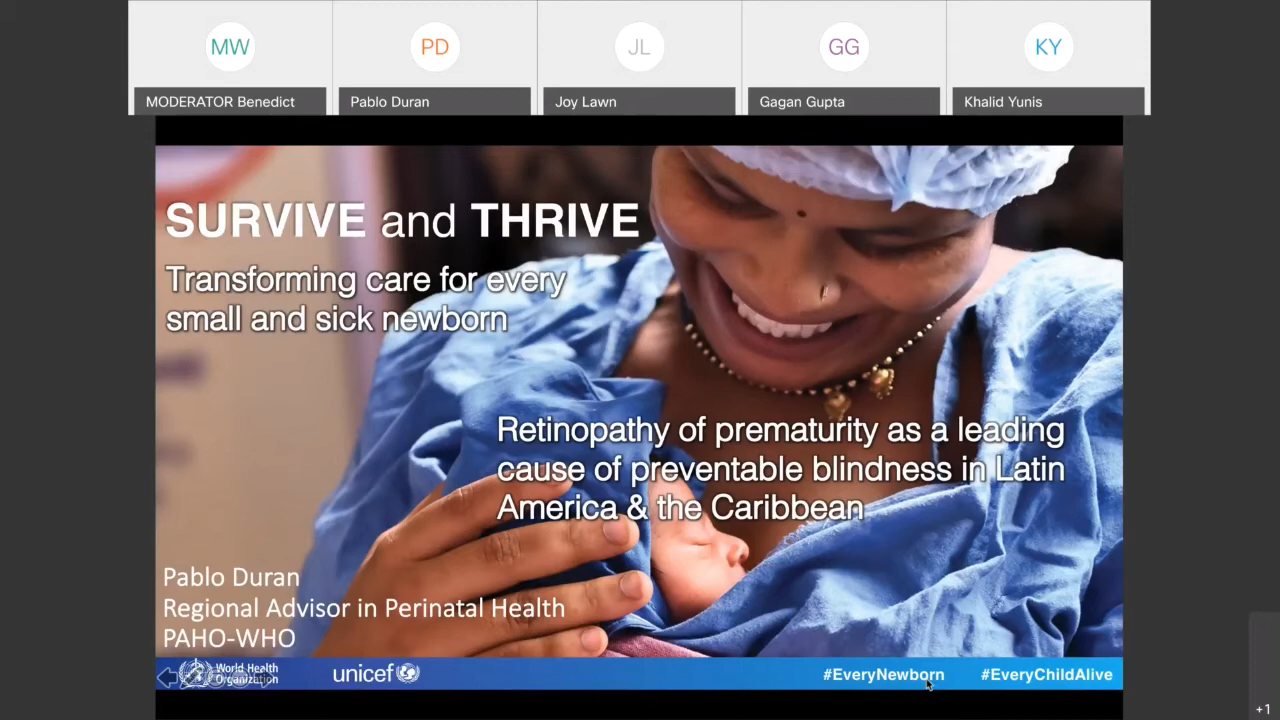 MW
PD
JL
GG
KY
MODERATOR Benedict
Pablo Duran
Joy Lawn
Gagan Gupta
Khalid Yunis
SURVIVE and THRIVE
Transforming care for every
small and sick newborn
Retinopathy of prematurity as a leading
cause of preventable blindness in Latin
America & the Caribbean
Pablo Duran
Regional Advisor in Perinatal Health
PAHO-WHO
World Health
Organization
unicef
#EveryNewborn
#EveryChildAlive
+1